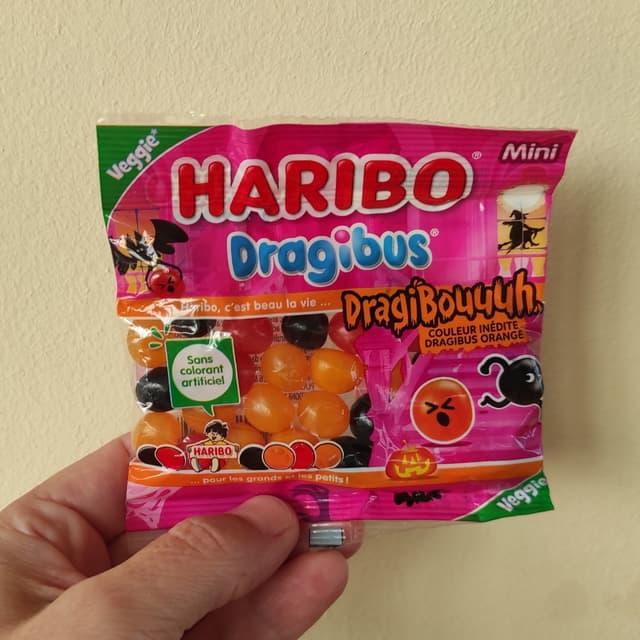 Veggie*
Mini
HARIBO®
Dragibus®
Haribo, c'est beau la vie ...
DragiBouuuh
COULEUR INÉDITE
DRAGIBUS ORANGE
Sans
colorant
artificiel
HARIBO
... pour les grands et les petits !
Veggie